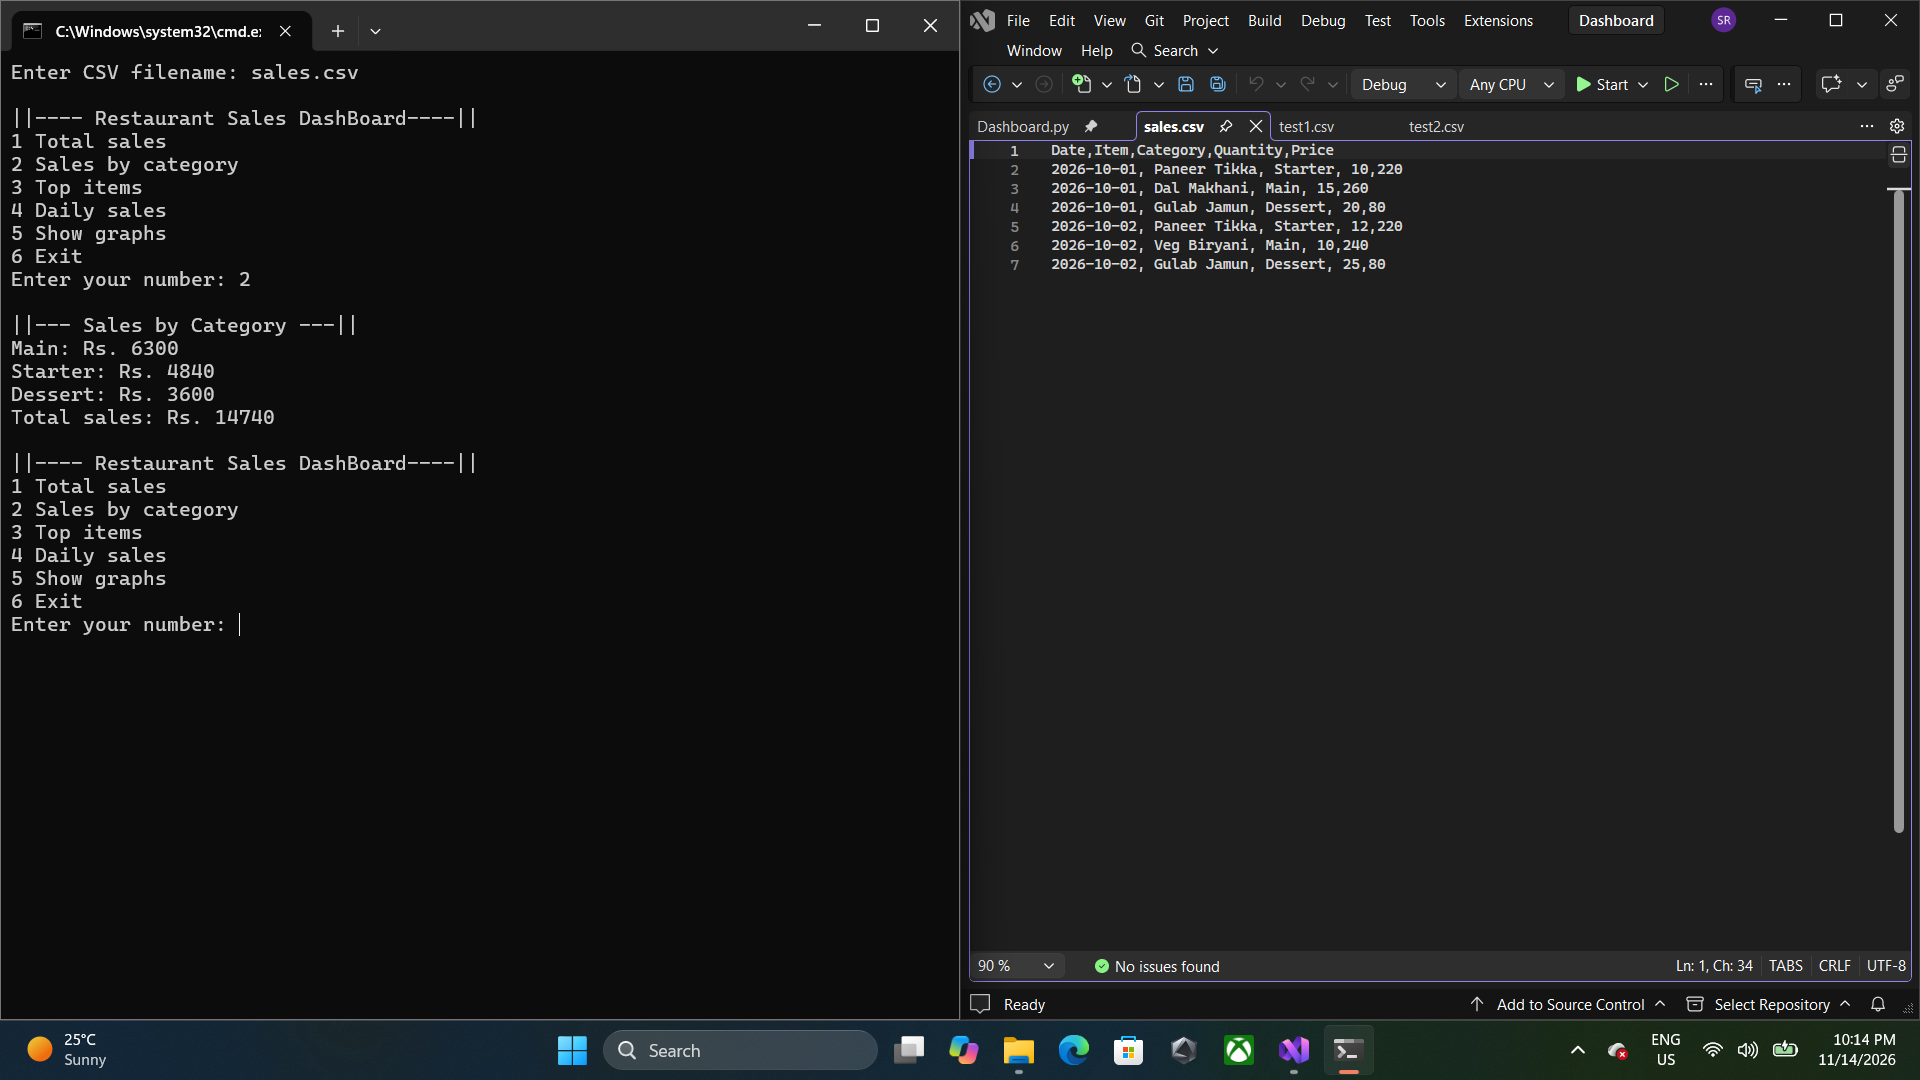 C:\Windows\system32\cmd.e
Enter CSV filename: sales.csv
||---- Restaurant Sales DashBoard----||
1 Total sales
2 Sales by category
3 Top items
4 Daily sales
5 Show graphs
6 Exit
Enter your number: 2
||--- Sales by Category ---||
Main: Rs. 6300
Starter: Rs. 4840
Dessert: Rs. 3600
Total sales: Rs. 14740
||---- Restaurant Sales DashBoard----||
1 Total sales
2 Sales by category
3 Top items
4 Daily sales
5 Show graphs
6 Exit
Enter your number:
File Edit View Git Project Build Debug Test Tools Extensions Dashboard SR
Window Help Search
Debug Any CPU Start
Dashboard.py sales.csv test1.csv test2.csv
1 Date,Item,Category,Quantity,Price
2 2026-10-01, Paneer Tikka, Starter, 10,220
3 2026-10-01, Dal Makhani, Main, 15,260
4 2026-10-01, Gulab Jamun, Dessert, 20,80
5 2026-10-02, Paneer Tikka, Starter, 12,220
6 2026-10-02, Veg Biryani, Main, 10,240
7 2026-10-02, Gulab Jamun, Dessert, 25,80
90 % No issues found Ln: 1, Ch: 34 TABS CRLF UTF-8
Ready Add to Source Control Select Repository
25°C
Sunny
Search
ENG
US
10:14 PM
11/14/2026